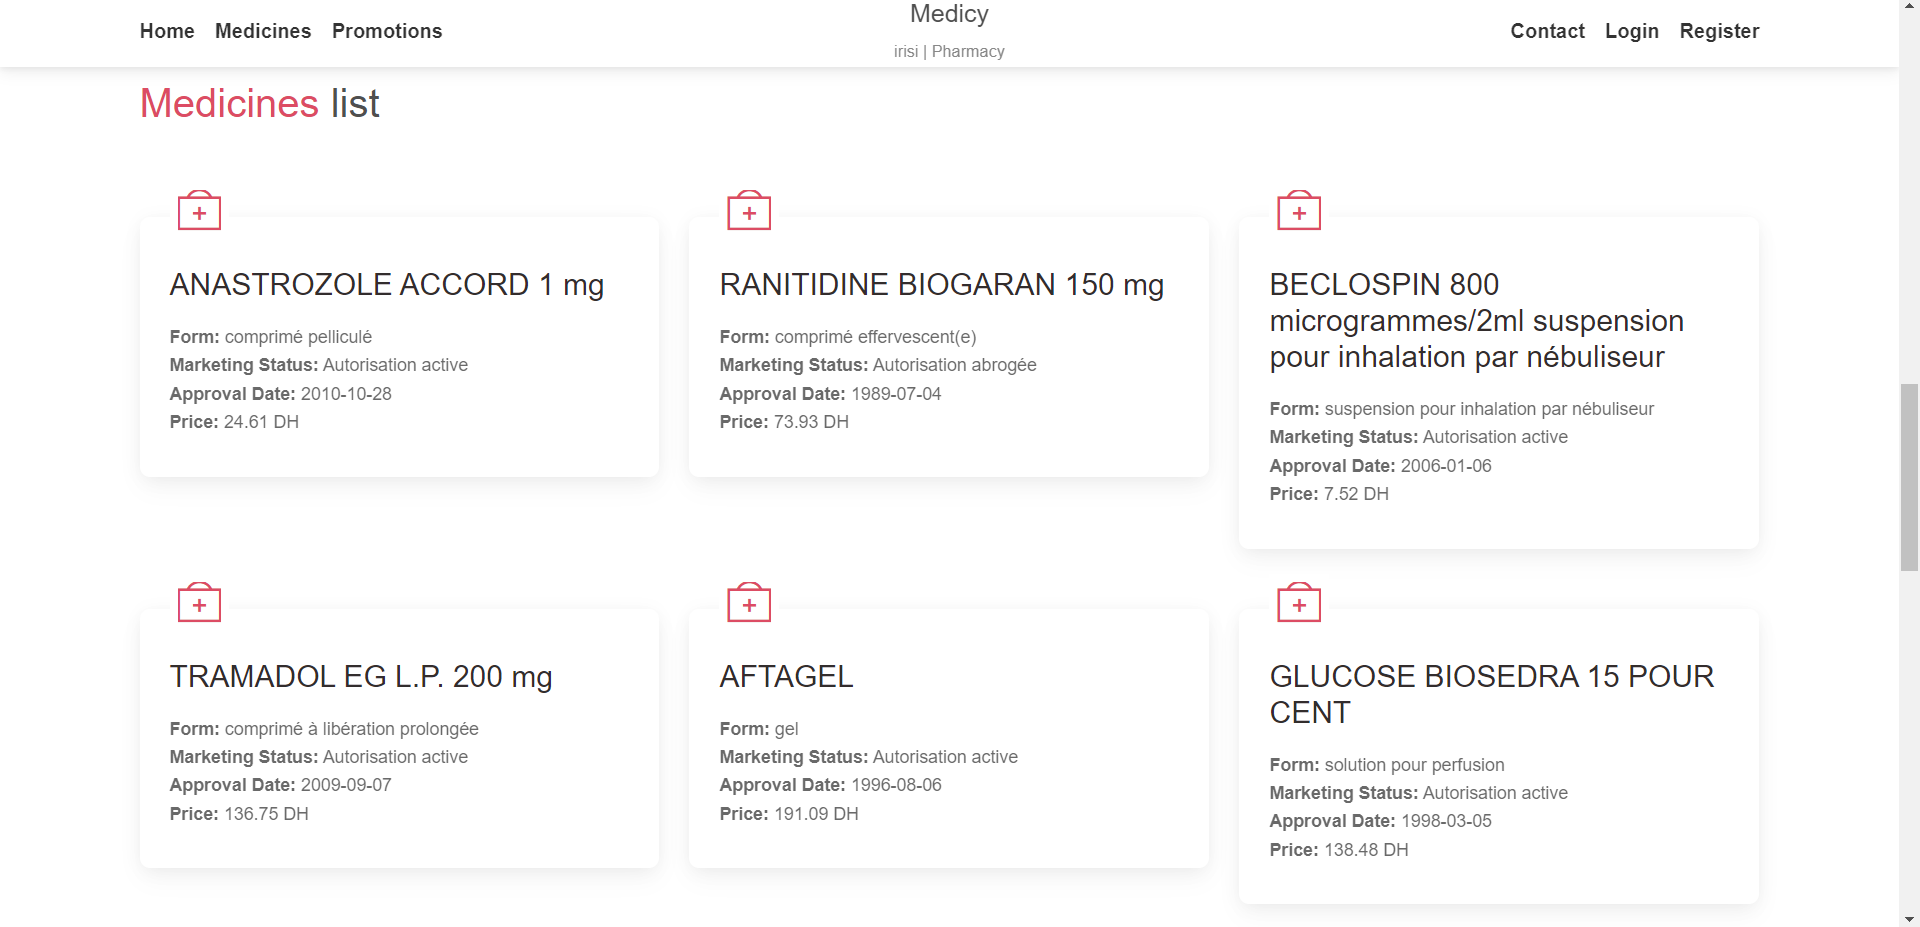 Home Medicines Promotions
Medicy
irisi | Pharmacy
Contact Login Register
Medicines list
ANASTROZOLE ACCORD 1 mg
Form: comprimé pelliculé
Marketing Status: Autorisation active
Approval Date: 2010-10-28
Price: 24.61 DH
RANITIDINE BIOGARAN 150 mg
Form: comprimé effervescent(e)
Marketing Status: Autorisation abrogée
Approval Date: 1989-07-04
Price: 73.93 DH
BECLOSPIN 800
microgrammes/2ml suspension
pour inhalation par nébuliseur
Form: suspension pour inhalation par nébuliseur
Marketing Status: Autorisation active
Approval Date: 2006-01-06
Price: 7.52 DH
TRAMADOL EG L.P. 200 mg
Form: comprimé à libération prolongée
Marketing Status: Autorisation active
Approval Date: 2009-09-07
Price: 136.75 DH
AFTAGEL
Form: gel
Marketing Status: Autorisation active
Approval Date: 1996-08-06
Price: 191.09 DH
GLUCOSE BIOSEDRA 15 POUR
CENT
Form: solution pour perfusion
Marketing Status: Autorisation active
Approval Date: 1998-03-05
Price: 138.48 DH